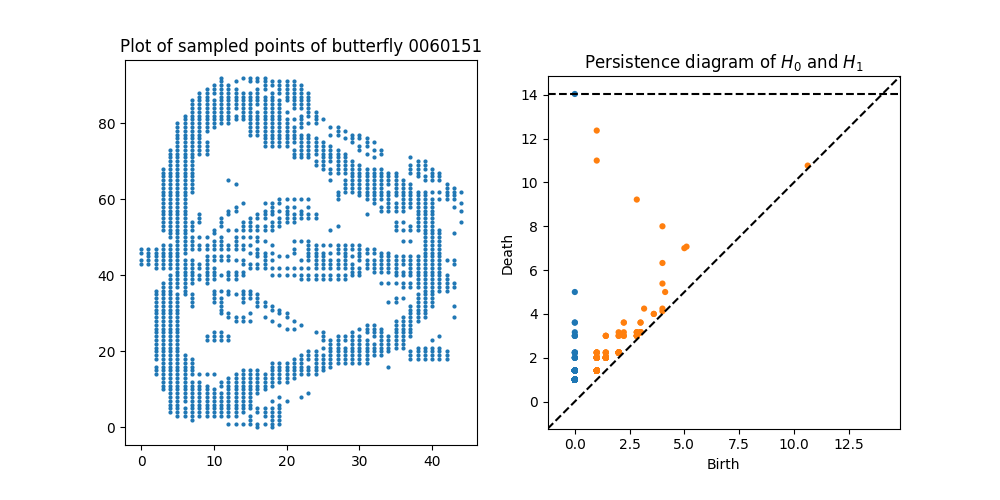 Plot of sampled points of butterfly 0060151
80
60
40
20
0
0 10 20 30 40
Persistence diagram of $H_0$ and $H_1$
Death
14
12
10
8
6
4
2
0
0.0 2.5 5.0 7.5 10.0 12.5
Birth